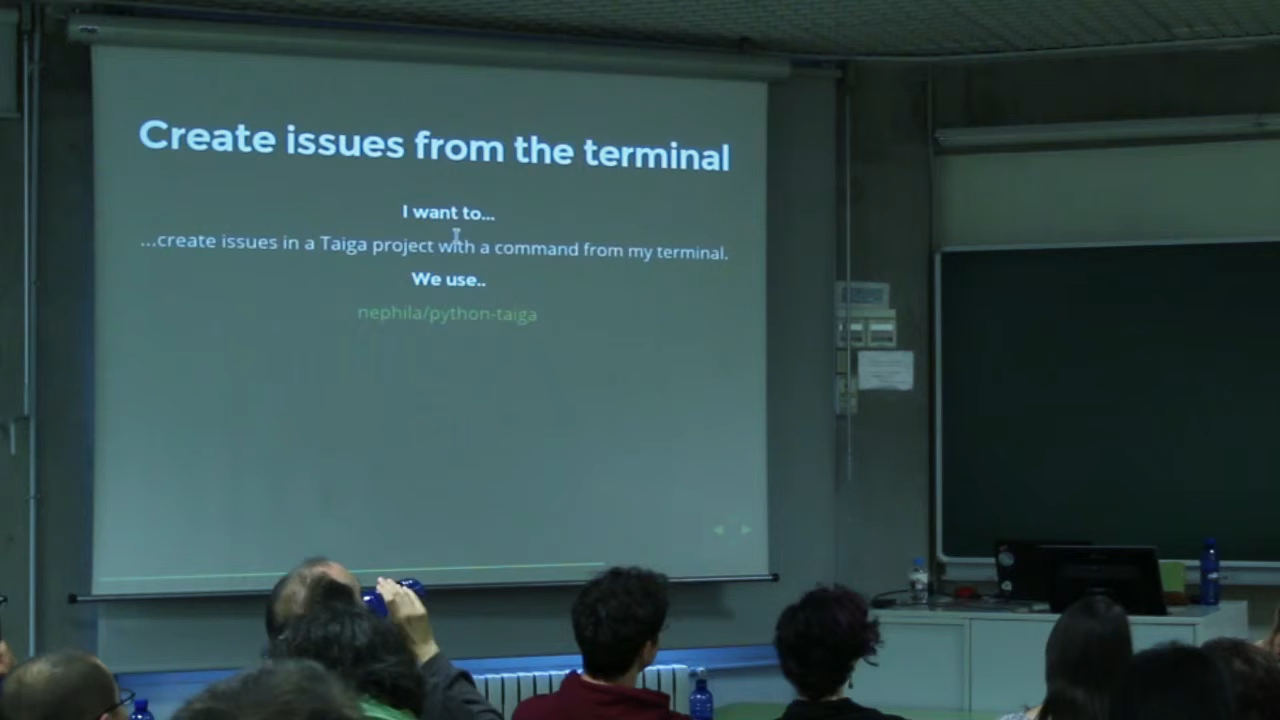 Create issues from the terminal
I want to...
...create issues in a Taiga project with a command from my terminal.
We use..
nephila/python-taiga